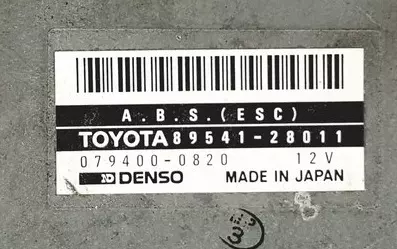 A.B.S.(ESC)
TOYOTA 89541-28011
079400-0820 12V
DENSO MADE IN JAPAN